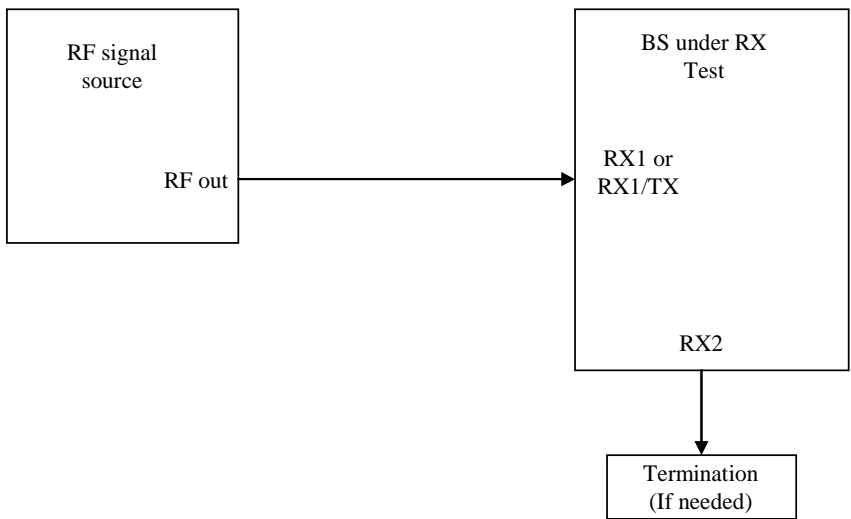 RF signal
source
RF out
BS under RX
Test
RX1 or
RX1/TX
RX2
Termination
(If needed)